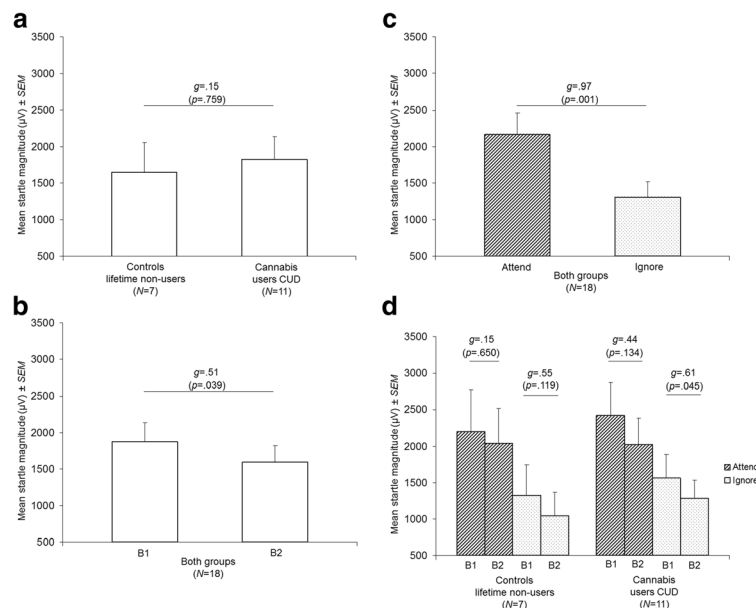 a
3500
3000
2500
2000
1500
1000
500
Mean startle magnitude (µV) ± SEM
g=.15
(p=.759)
Controls
lifetime non-users
(N=7)
Cannabis
users CUD
(N=11)
b
3500
3000
2500
2000
1500
1000
500
Mean startle magnitude (µV) ± SEM
g=.51
(p=.039)
B1
B2
Both groups
(N=18)
c
3500
3000
2500
2000
1500
1000
500
Mean startle magnitude (µV) ± SEM
g=.97
(p=.001)
Attend
Ignore
Both groups
(N=18)
d
3500
3000
2500
2000
1500
1000
500
Mean startle magnitude (µV) ± SEM
g=.15
(p=.650)
g=.55
(p=.119)
g=.44
(p=.134)
g=.61
(p=.045)
Attend
Ignore
B1 B2 B1 B2 B1 B2 B1 B2
Controls
lifetime non-users
(N=7)
Cannabis
users CUD
(N=11)